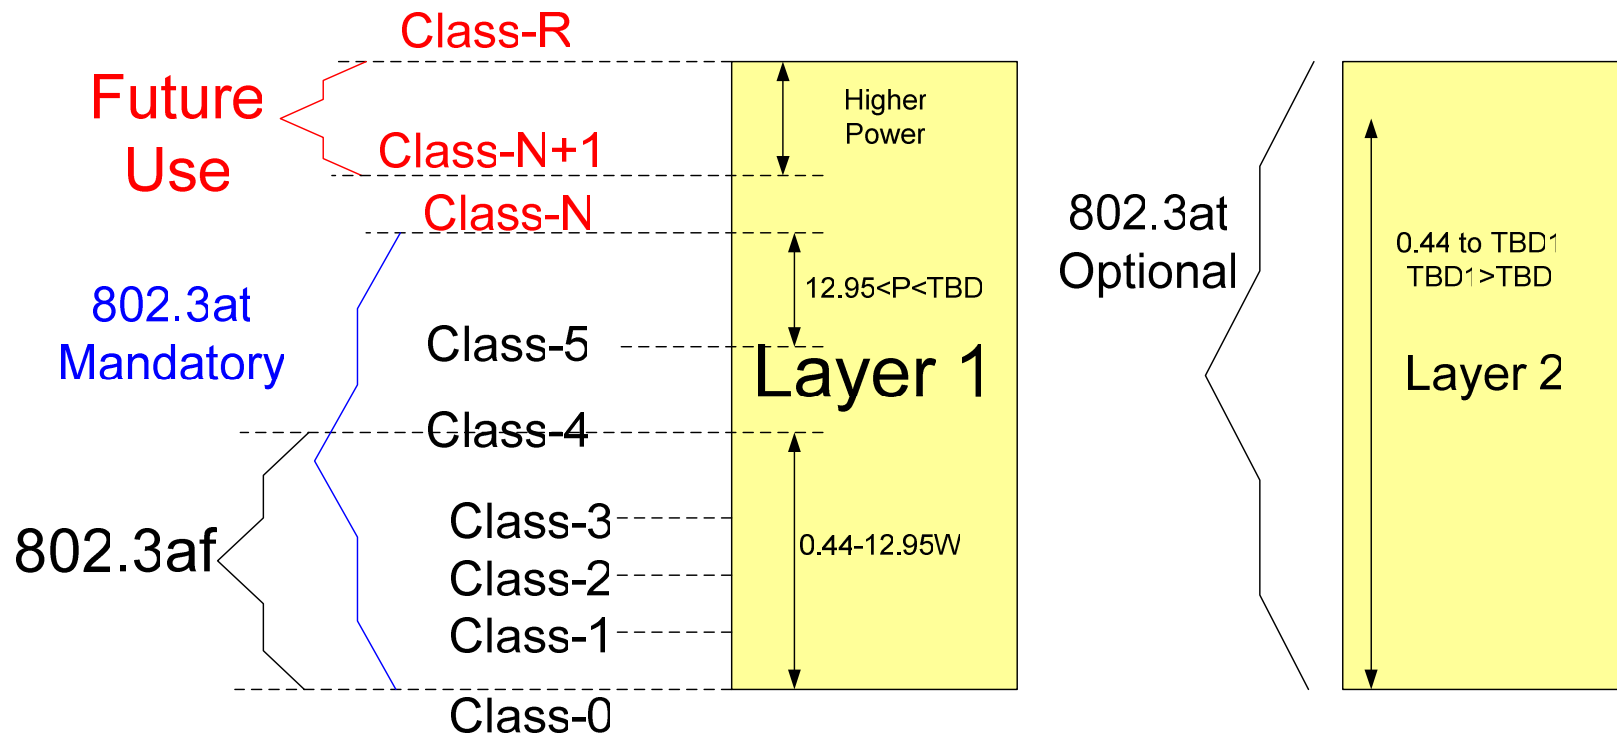 Class-R
Future
Use
Class-N+1
Class-N
802.3at
Mandatory
Class-5
Class-4
802.3af
Class-3
Class-2
Class-1
Class-0
Higher
Power
12.95<P<TBD
Layer 1
0.44-12.95W
802.3at
Optional
0.44 to TBD1
TBD1>TBD
Layer 2